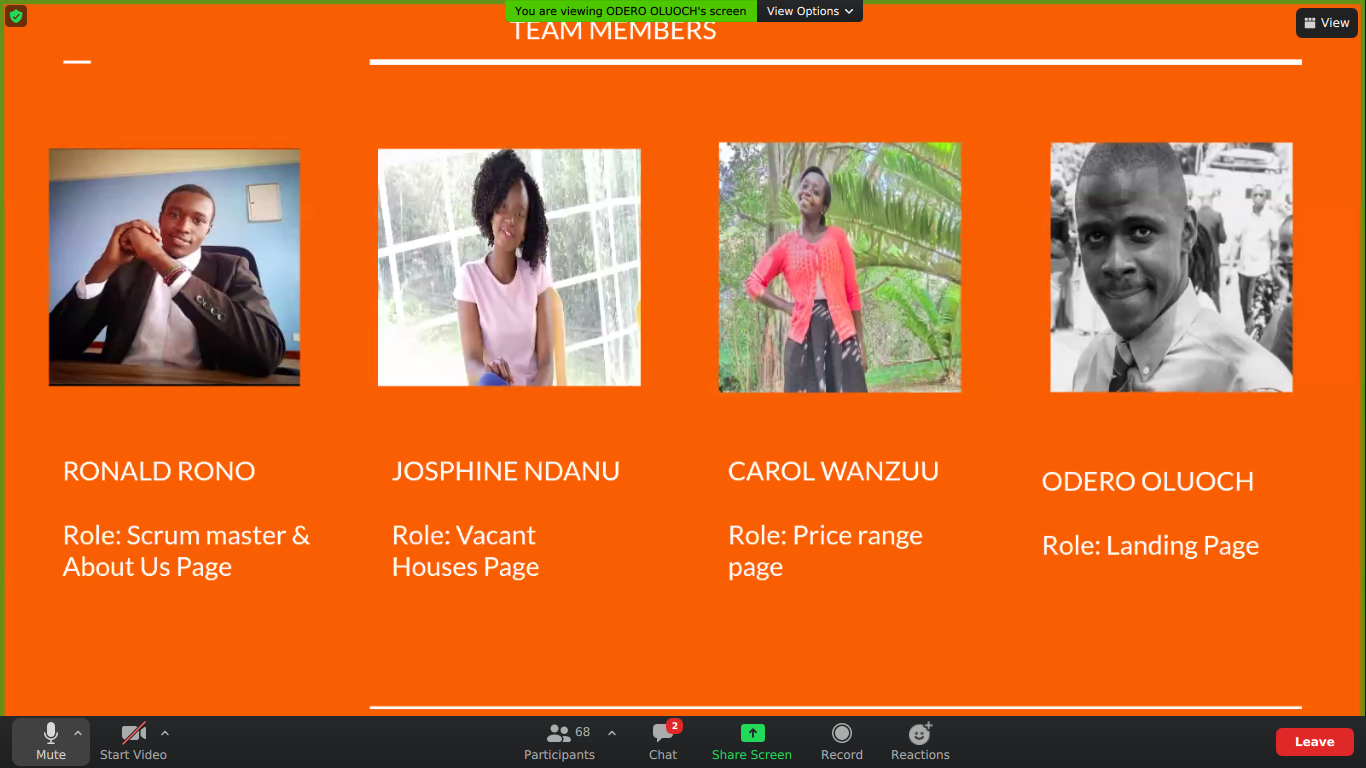 You are viewing ODERO OLUOCH's screen View Options
View
TEAM MEMBERS
RONALD RONO
Role: Scrum master &
About Us Page
JOSPHINE NDANU
Role: Vacant
Houses Page
CAROL WANZUU
Role: Price range
page
ODERO OLUOCH
Role: Landing Page
Mute
Start Video
68
Participants
2
Chat
Share Screen
Record
Reactions
Leave